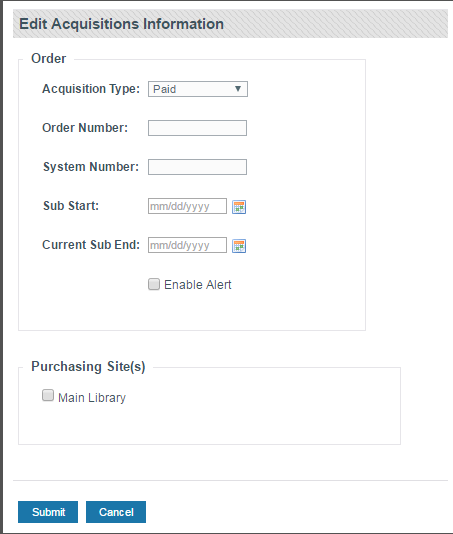 Edit Acquisitions Information
Order
Acquisition Type: Paid
Order Number:
System Number:
Sub Start: mm/dd/yyyy
Current Sub End: mm/dd/yyyy
Enable Alert
Purchasing Site(s)
Main Library
Submit Cancel